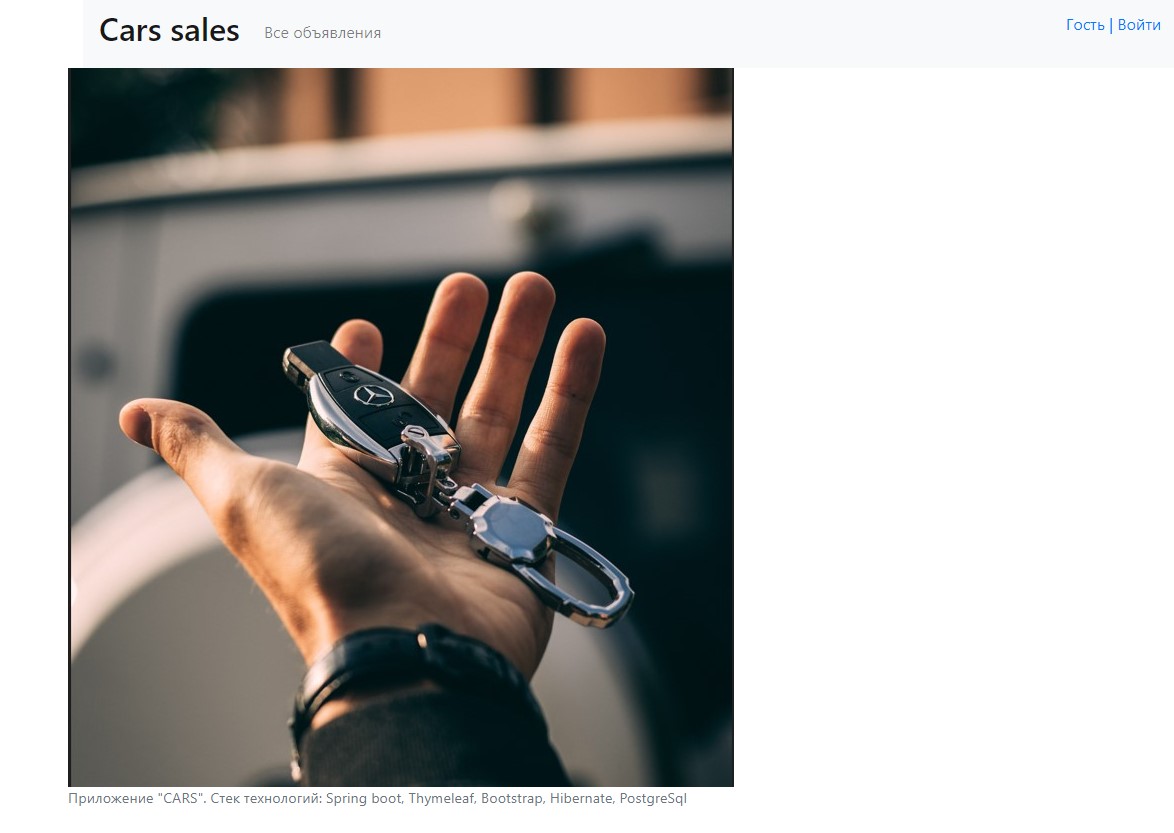 Cars sales Все объявления Гость | Войти
Приложение "CARS". Стек технологий: Spring boot, Thymeleaf, Bootstrap, Hibernate, PostgreSql